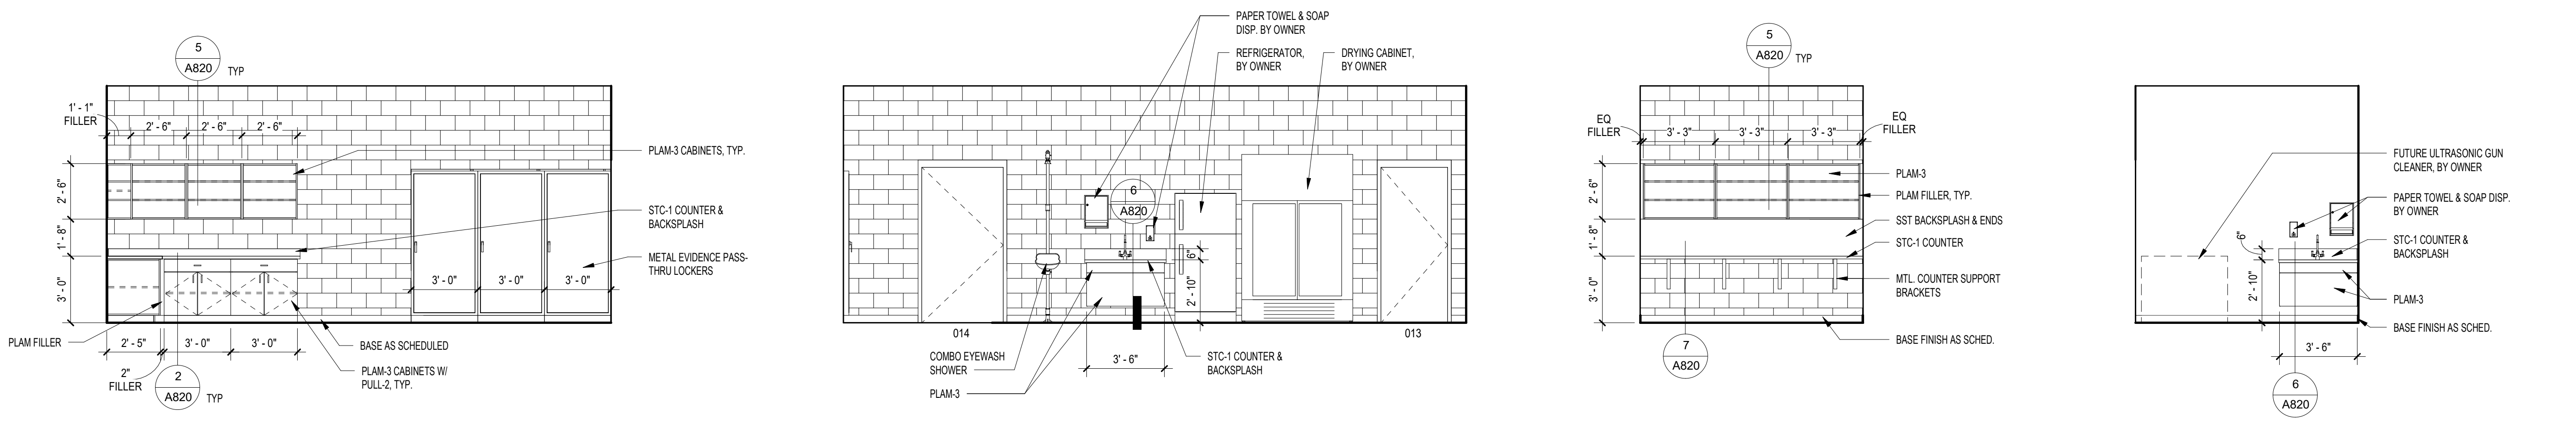 5
A820
TYP
1' - 1"
FILLER
2' - 6"
2' - 6"
2' - 6"
2' - 6"
1' - 8"
3' - 0"
PLAM-3 CABINETS, TYP.
STC-1 COUNTER &
BACKSPLASH
METAL EVIDENCE PASS-
THRU LOCKERS
3' - 0"
3' - 0"
3' - 0"
PLAM FILLER
2' - 5"
3' - 0"
3' - 0"
2"
FILLER
2
A820
TYP
BASE AS SCHEDULED
PLAM-3 CABINETS W/
PULL-2, TYP.
PAPER TOWEL & SOAP
DISP. BY OWNER
REFRIGERATOR,
BY OWNER
DRYING CABINET,
BY OWNER
6
A820
6"
2' - 10"
014
013
COMBO EYEWASH
SHOWER
PLAM-3
3' - 6"
STC-1 COUNTER &
BACKSPLASH
5
A820
TYP
EQ
FILLER
3' - 3"
3' - 3"
3' - 3"
EQ
FILLER
2' - 6"
1' - 8"
3' - 0"
PLAM-3
PLAM FILLER, TYP.
SST BACKSPLASH & ENDS
STC-1 COUNTER
MTL. COUNTER SUPPORT
BRACKETS
BASE FINISH AS SCHED.
7
A820
FUTURE ULTRASONIC GUN
CLEANER, BY OWNER
PAPER TOWEL & SOAP DISP.
BY OWNER
6"
2' - 10"
STC-1 COUNTER &
BACKSPLASH
PLAM-3
BASE FINISH AS SCHED.
3' - 6"
6
A820